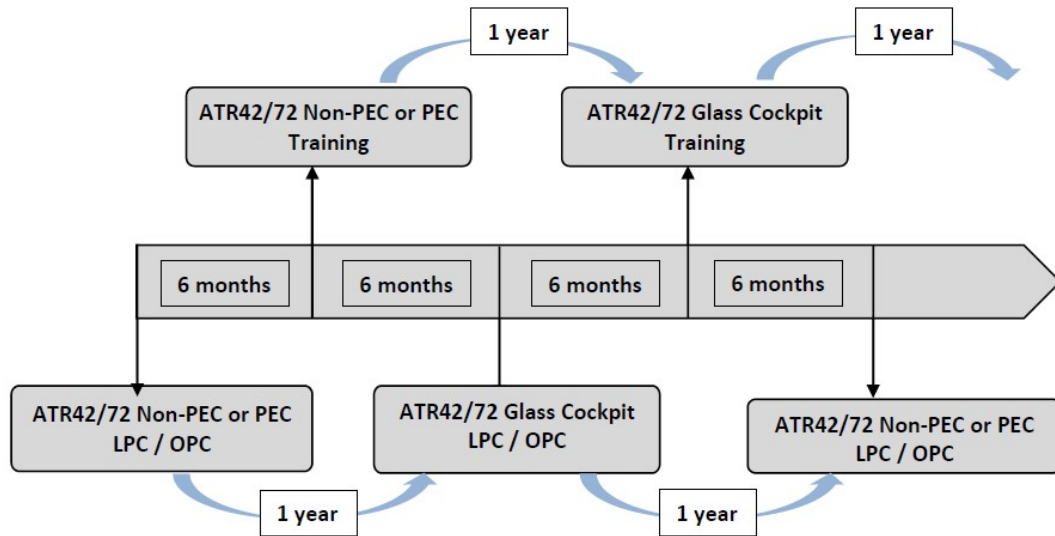 1 year
1 year
ATR42/72 Non-PEC or PEC
Training
ATR42/72 Glass Cockpit
Training
6 months
6 months
6 months
6 months
ATR42/72 Non-PEC or PEC
LPC / OPC
ATR42/72 Glass Cockpit
LPC / OPC
ATR42/72 Non-PEC or PEC
LPC / OPC
1 year
1 year